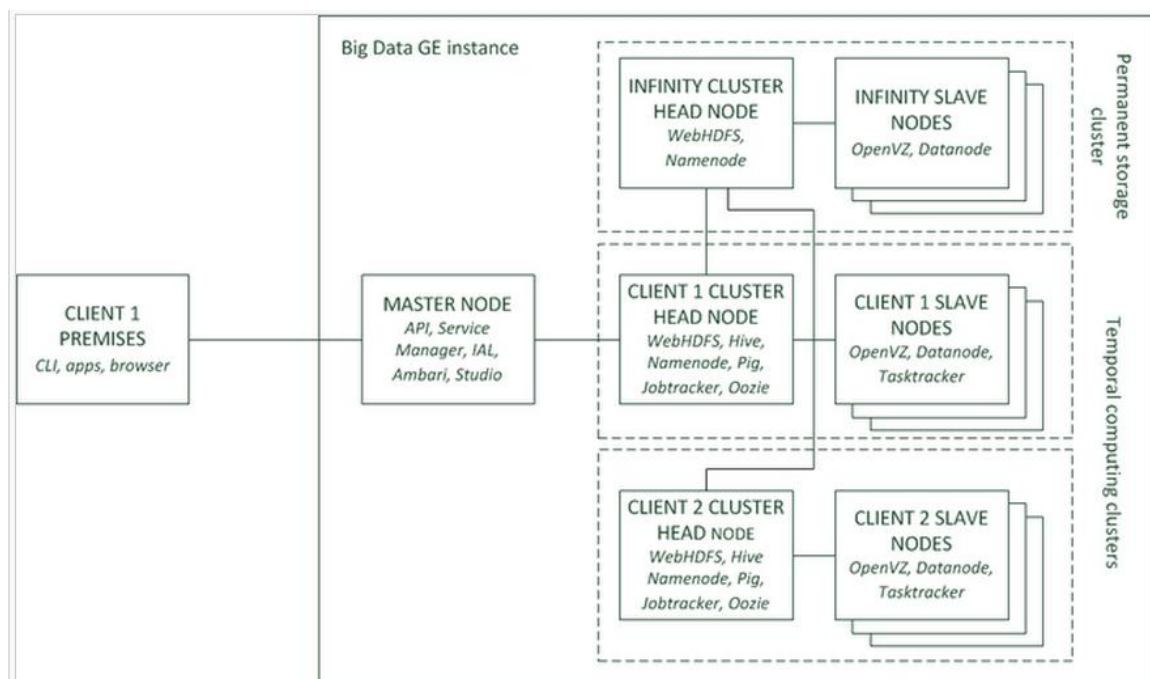 Big Data GE instance
INFINITY CLUSTER
HEAD NODE
WebHDFS,
Namenode
INFINITY SLAVE
NODES
OpenVZ, Datanode
Permanent storage
cluster
CLIENT 1
PREMISES
CLI, apps, browser
MASTER NODE
API, Service
Manager, IAL,
Ambari, Studio
CLIENT 1 CLUSTER
HEAD NODE
WebHDFS, Hive,
Namenode, Pig,
Jobtracker, Oozie
CLIENT 1 SLAVE
NODES
OpenVZ, Datanode,
Tasktracker
Temporal computing clusters
CLIENT 2 CLUSTER
HEAD NODE
WebHDFS, Hive
Namenode, Pig,
Jobtracker, Oozie
CLIENT 2 SLAVE
NODES
OpenVZ, Datanode,
Tasktracker